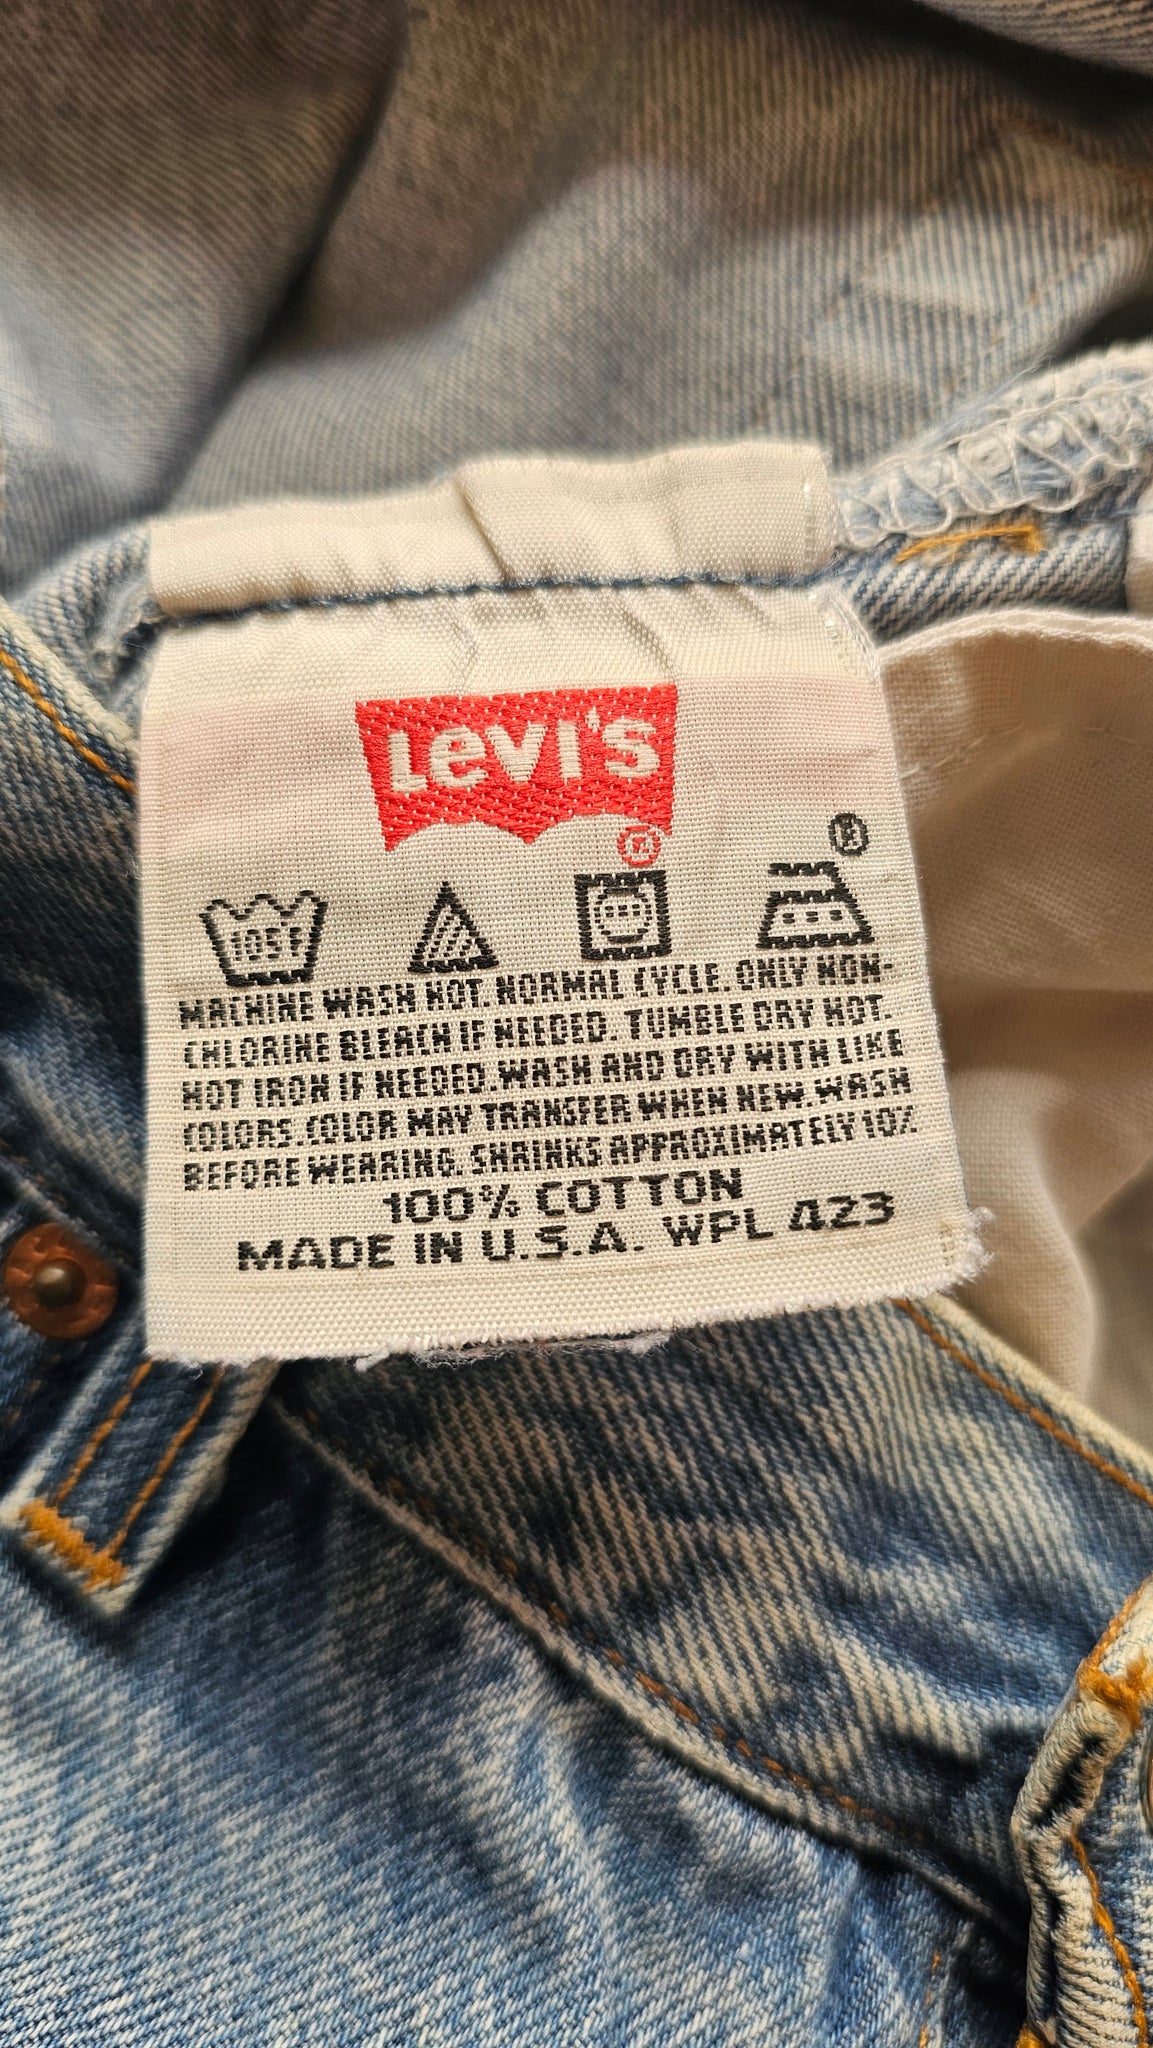 Levi's
®
®
105°F
MACHINE WASH HOT. NORMAL CYCLE. ONLY NON-
CHLORINE BLEACH IF NEEDED. TUMBLE DRY HOT.
HOT IRON IF NEEDED. WASH AND DRY WITH LIKE
COLORS. COLOR MAY TRANSFER WHEN NEW. WASH
BEFORE WEARING. SHRINKS APPROXIMATELY 10%
100% COTTON
MADE IN U.S.A. WPL 423